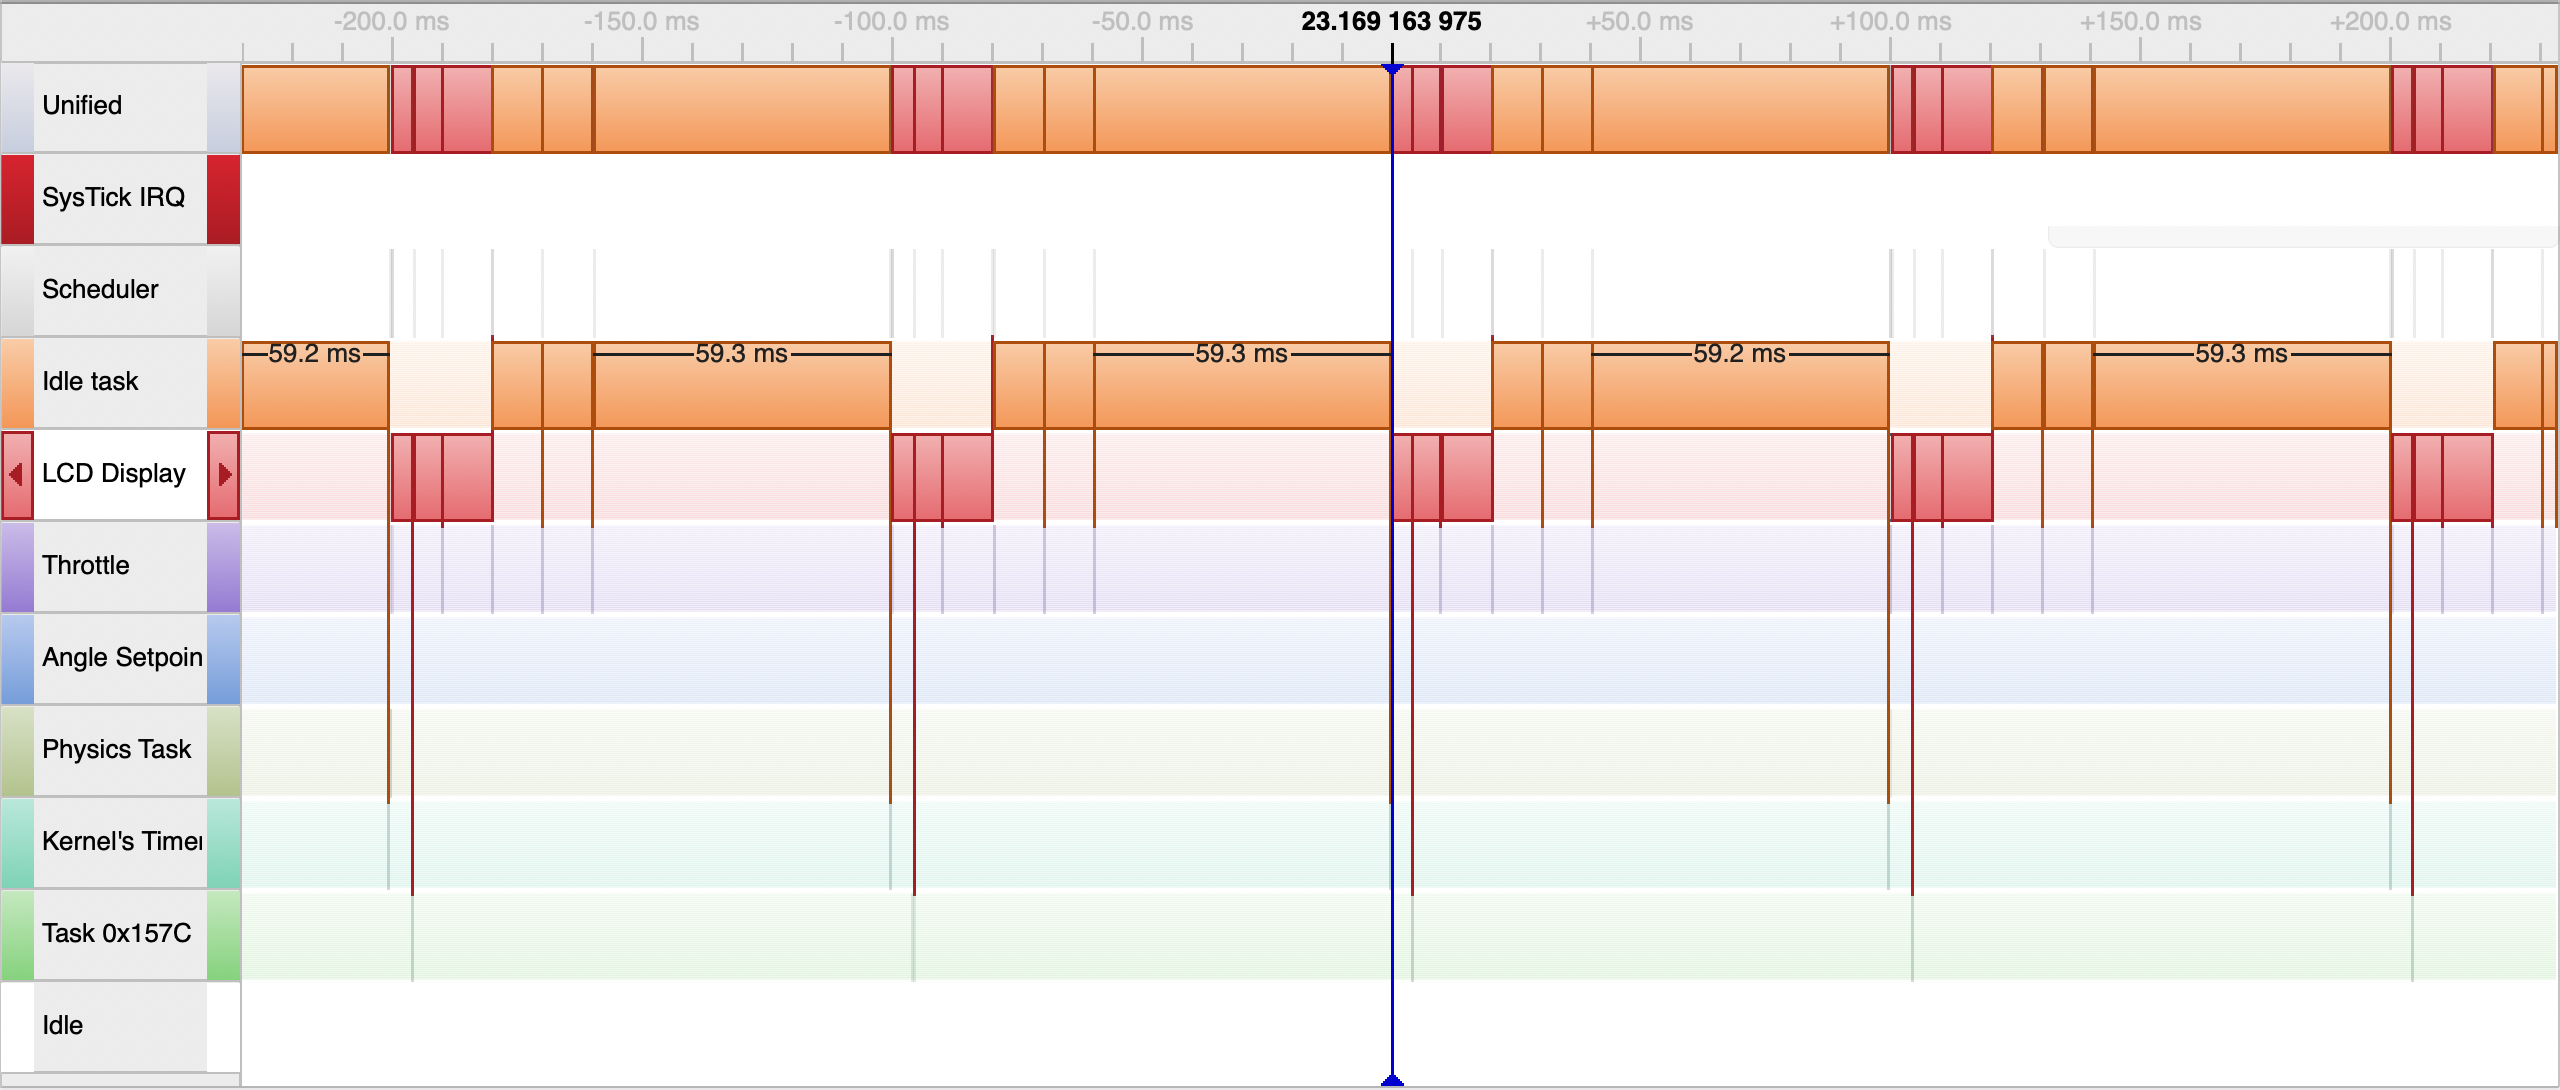 -200.0 ms -150.0 ms -100.0 ms -50.0 ms 23.169 163 975 +50.0 ms +100.0 ms +150.0 ms +200.0 ms
Unified
SysTick IRQ
Scheduler
Idle task 59.2 ms 59.3 ms 59.3 ms 59.2 ms 59.3 ms
LCD Display
Throttle
Angle Setpoin
Physics Task
Kernel's Timer
Task 0x157C
Idle